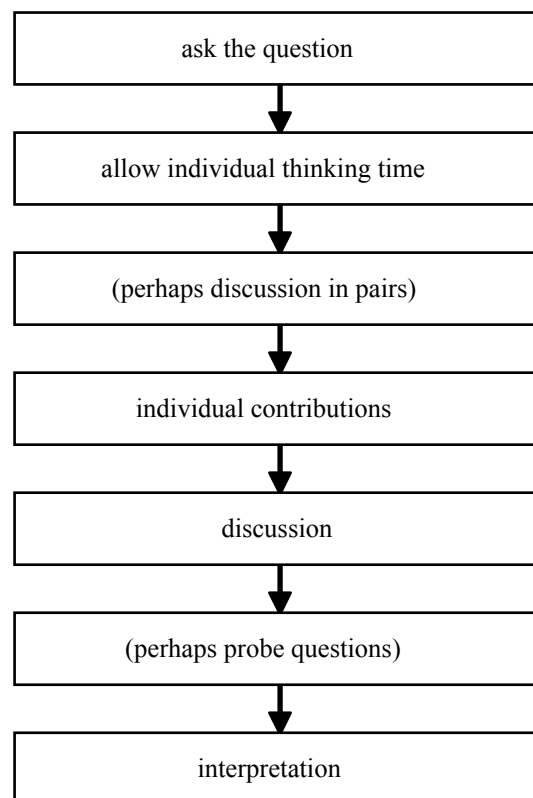 ask the question
allow individual thinking time
(perhaps discussion in pairs)
individual contributions
discussion
(perhaps probe questions)
interpretation